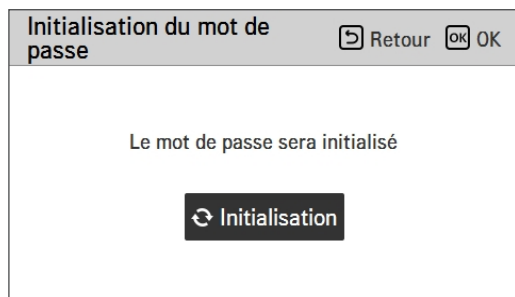 Initialisation du mot de
passe
Retour OK OK
Le mot de passe sera initialisé
Initialisation